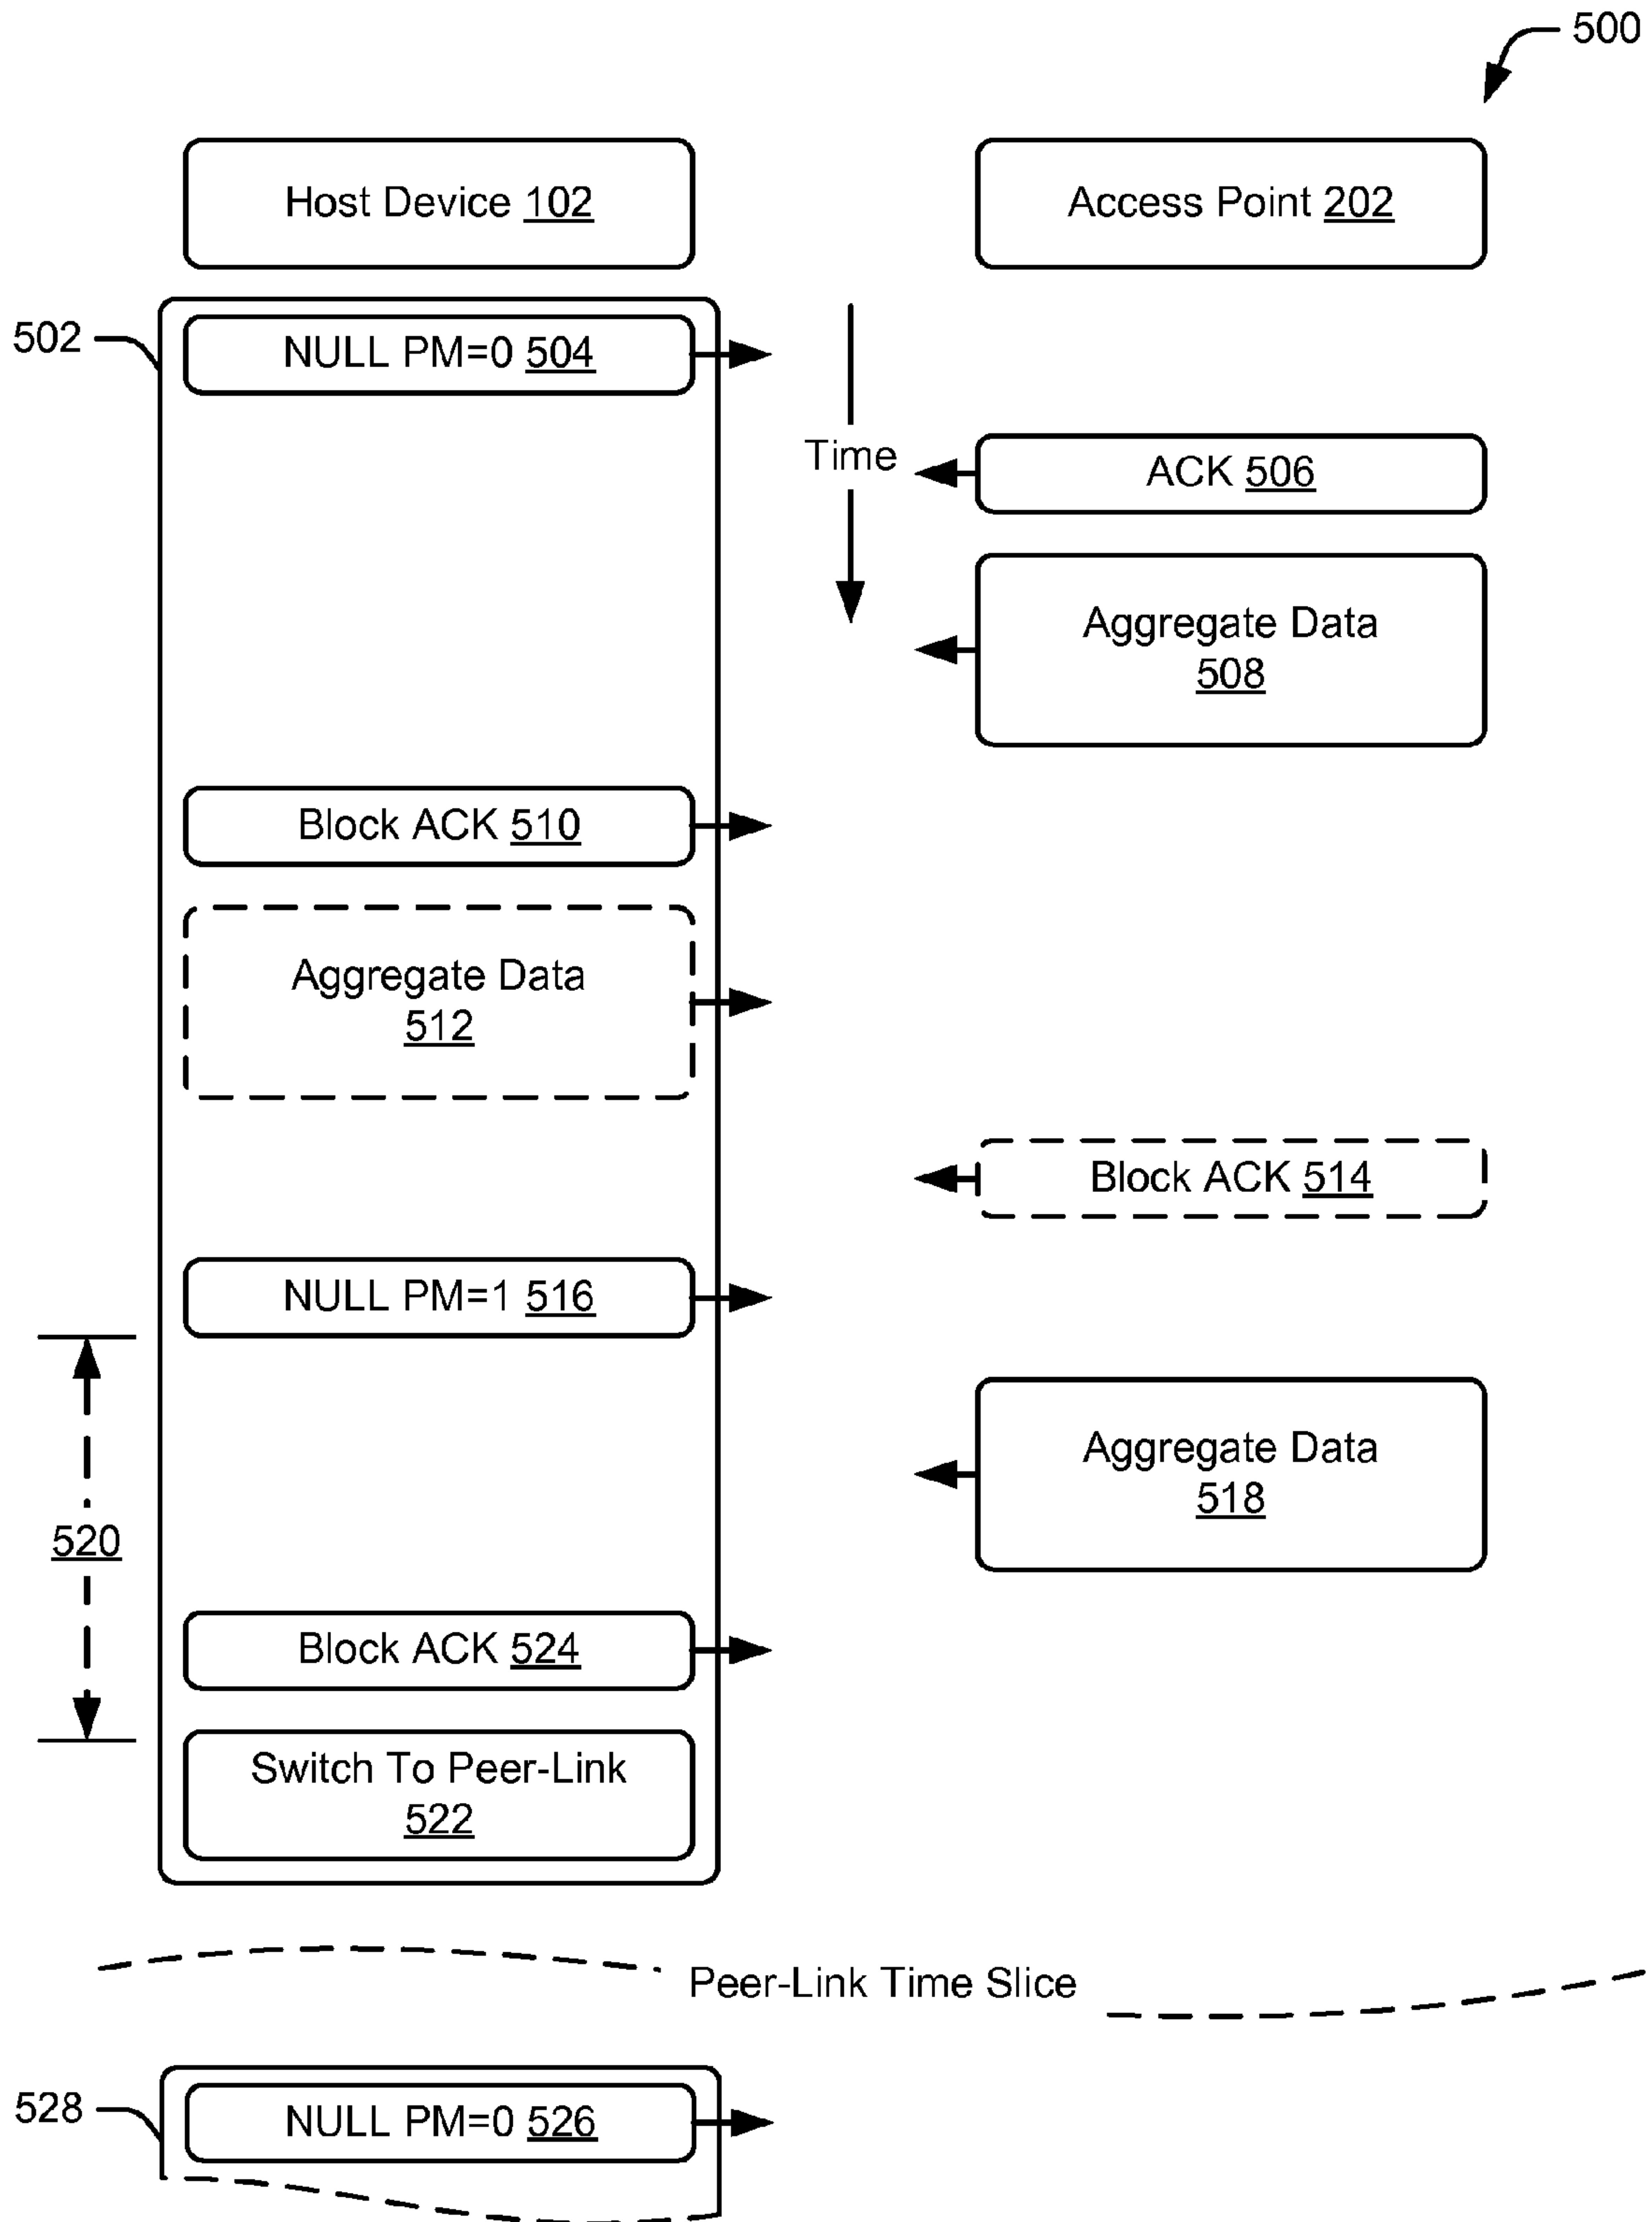 500
Host Device 102
Access Point 202
502
NULL PM=0 504
Time
ACK 506
Aggregate Data
508
Block ACK 510
Aggregate Data
512
Block ACK 514
NULL PM=1 516
Aggregate Data
518
520
Block ACK 524
Switch To Peer-Link
522
Peer-Link Time Slice
528
NULL PM=0 526